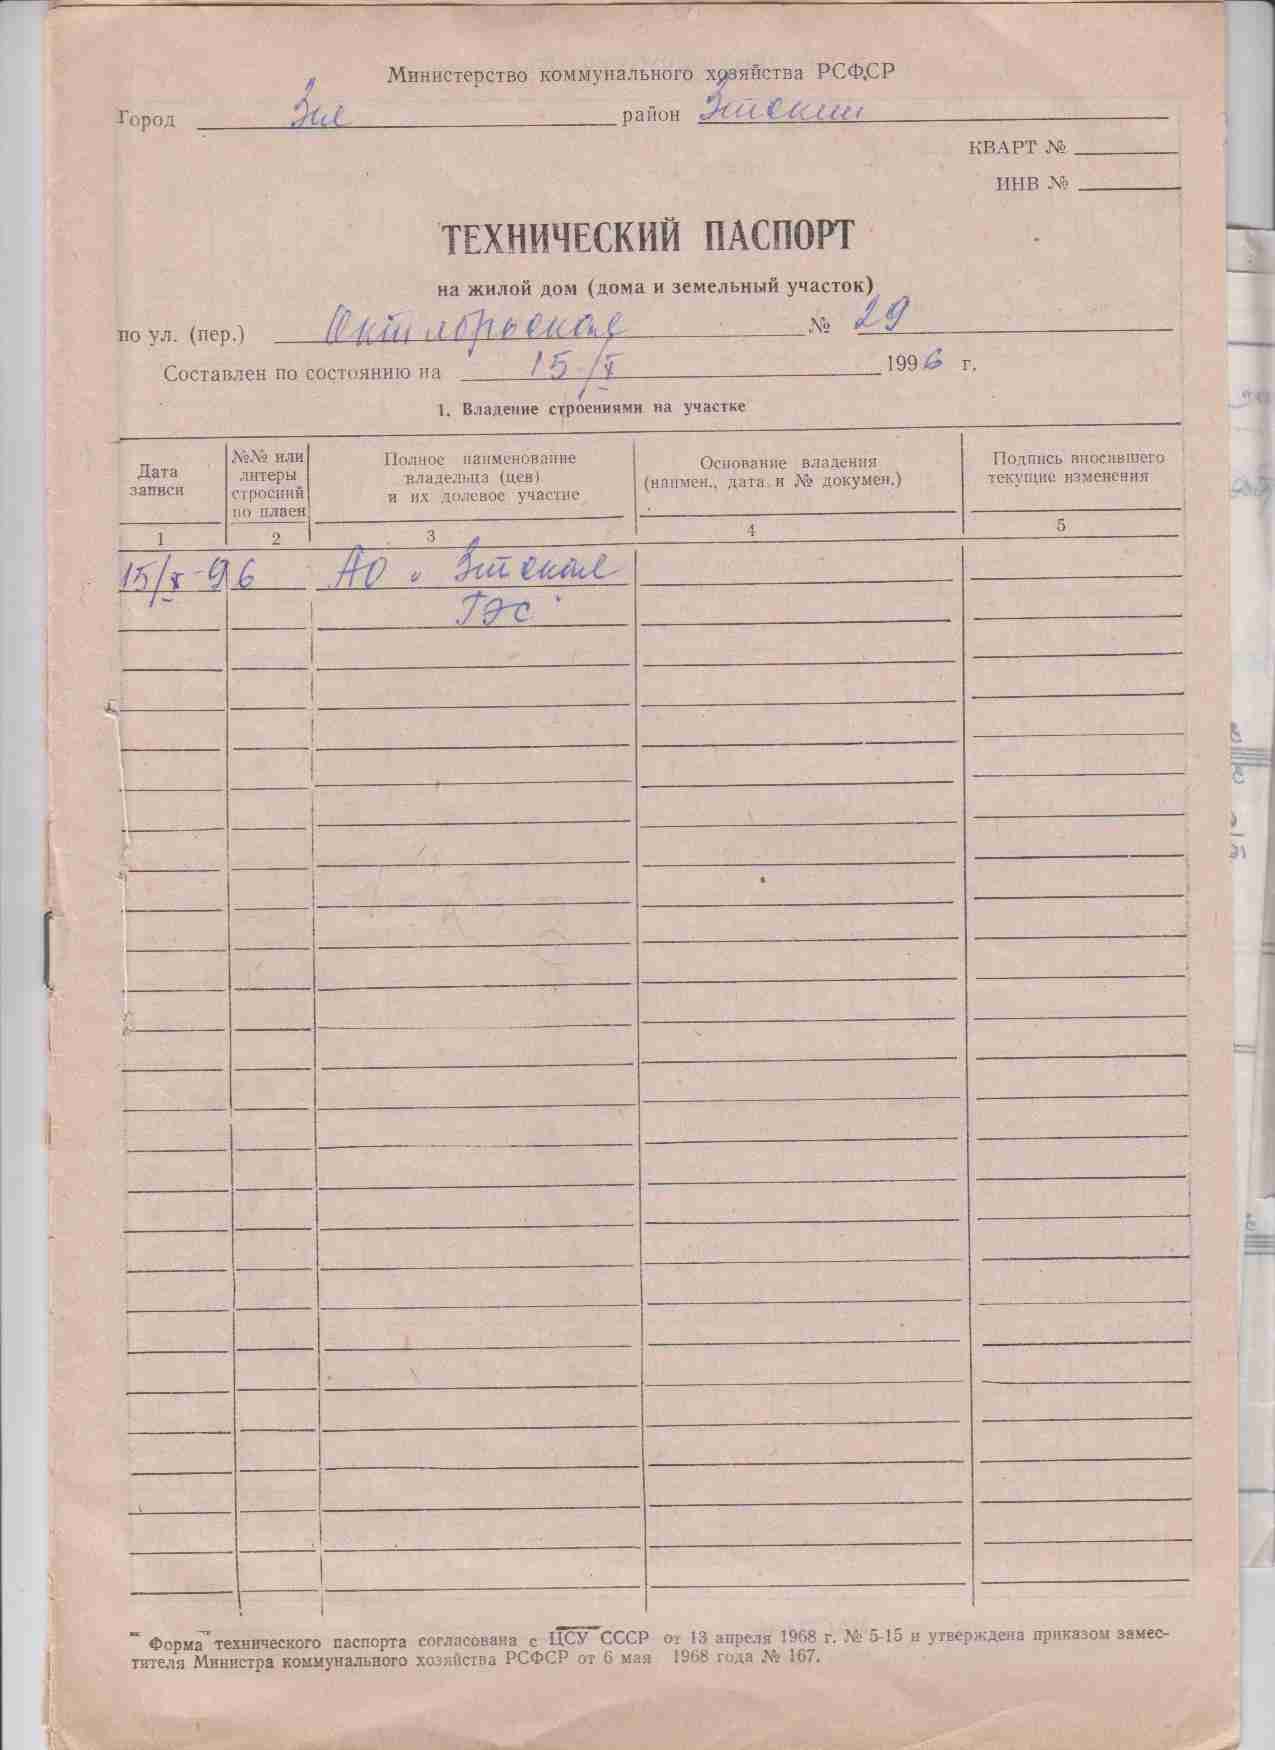 Министерство коммунального хозяйства РСФСР
Город Зея район Зейский
КВАРТ №
ИНВ №
ТЕХНИЧЕСКИЙ ПАСПОРТ
на жилой дом (дома и земельный участок)
по ул. (пер.) Октябрьская № 29
Составлен по состоянию на 15/X 1996 г.
1. Владение строениями на участке
Дата записи
№№ или литеры строений по плаен
Полное наименование владельца (цев) и их долевое участие
Основание владения (наимен., дата и № докумен.)
Подпись вносившего текущие изменения
1 2 3 4 5
15/X-96 АО "Зейская
ГЭС"
Форма технического паспорта согласована с ЦСУ СССР от 13 апреля 1968 г. № 5-15 и утверждена приказом замес-
тителя Министра коммунального хозяйства РСФСР от 6 мая 1968 года № 167.